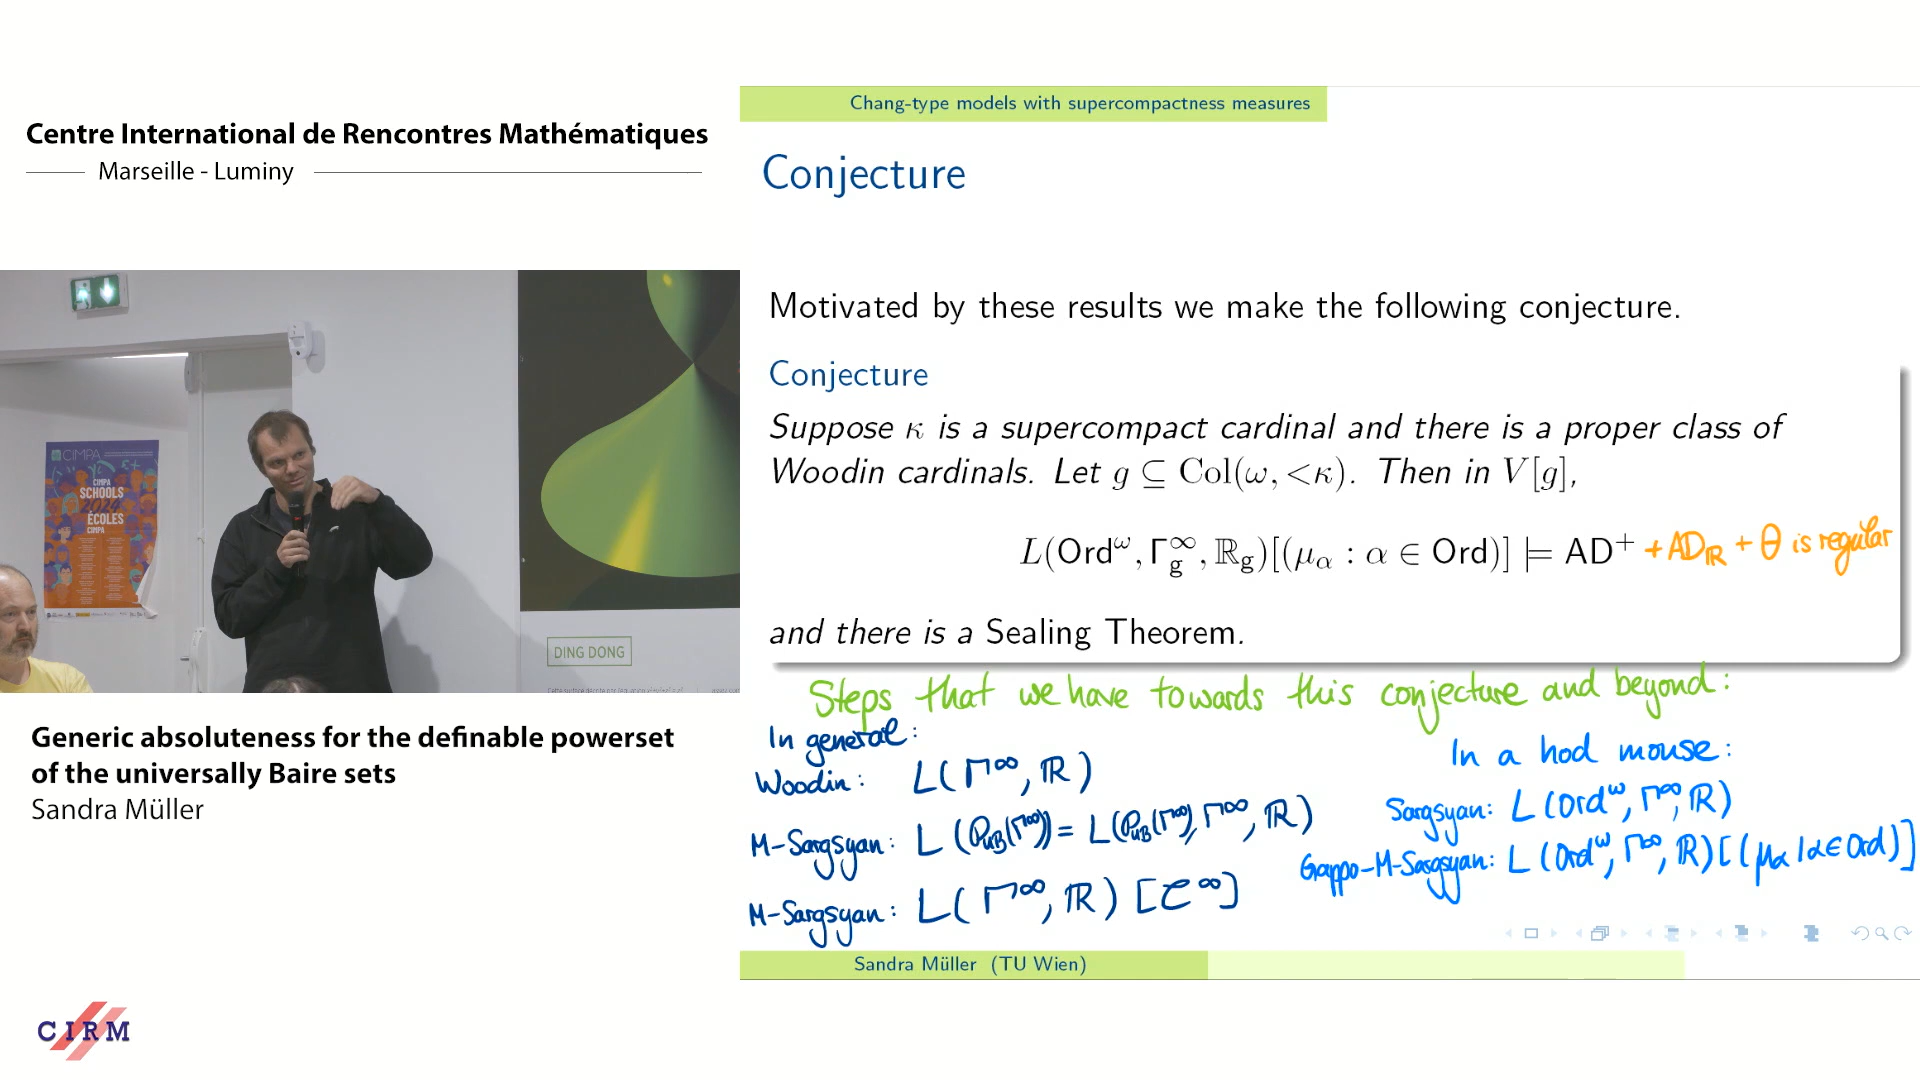 Centre International de Rencontres Mathématiques
Marseille - Luminy
CIMPA
CIMPA
SCHOOLS
2024
ÉCOLES
CIMPA
DING DONG
Generic absoluteness for the definable powerset
of the universally Baire sets
Sandra Müller
CIRM
Chang-type models with supercompactness measures
Conjecture
Motivated by these results we make the following conjecture.
Conjecture
Suppose κ is a supercompact cardinal and there is a proper class of
Woodin cardinals. Let g ⊆ Col(ω, <κ). Then in V[g],
L(Ord^ω, Γ_g^∞, ℝ_g)[(μ_α : α ∈ Ord)] ⊨ AD⁺ + AD_ℝ + Θ is regular
and there is a Sealing Theorem.
Steps that we have towards this conjecture and beyond:
In general:
Woodin: L(Γ^∞, ℝ)
M-Sargsyan: L(P_uB(Γ^∞)) = L(P_uB(Γ^∞), Γ^∞, ℝ)
M-Sargsyan: L(Γ^∞, ℝ)[C^∞]
In a hod mouse:
Sargsyan: L(Ord^ω, Γ^∞, ℝ)
Gappo-M-Sargsyan: L(Ord^ω, Γ^∞, ℝ)[(μ_α | α ∈ Ord)]
Sandra Müller (TU Wien)